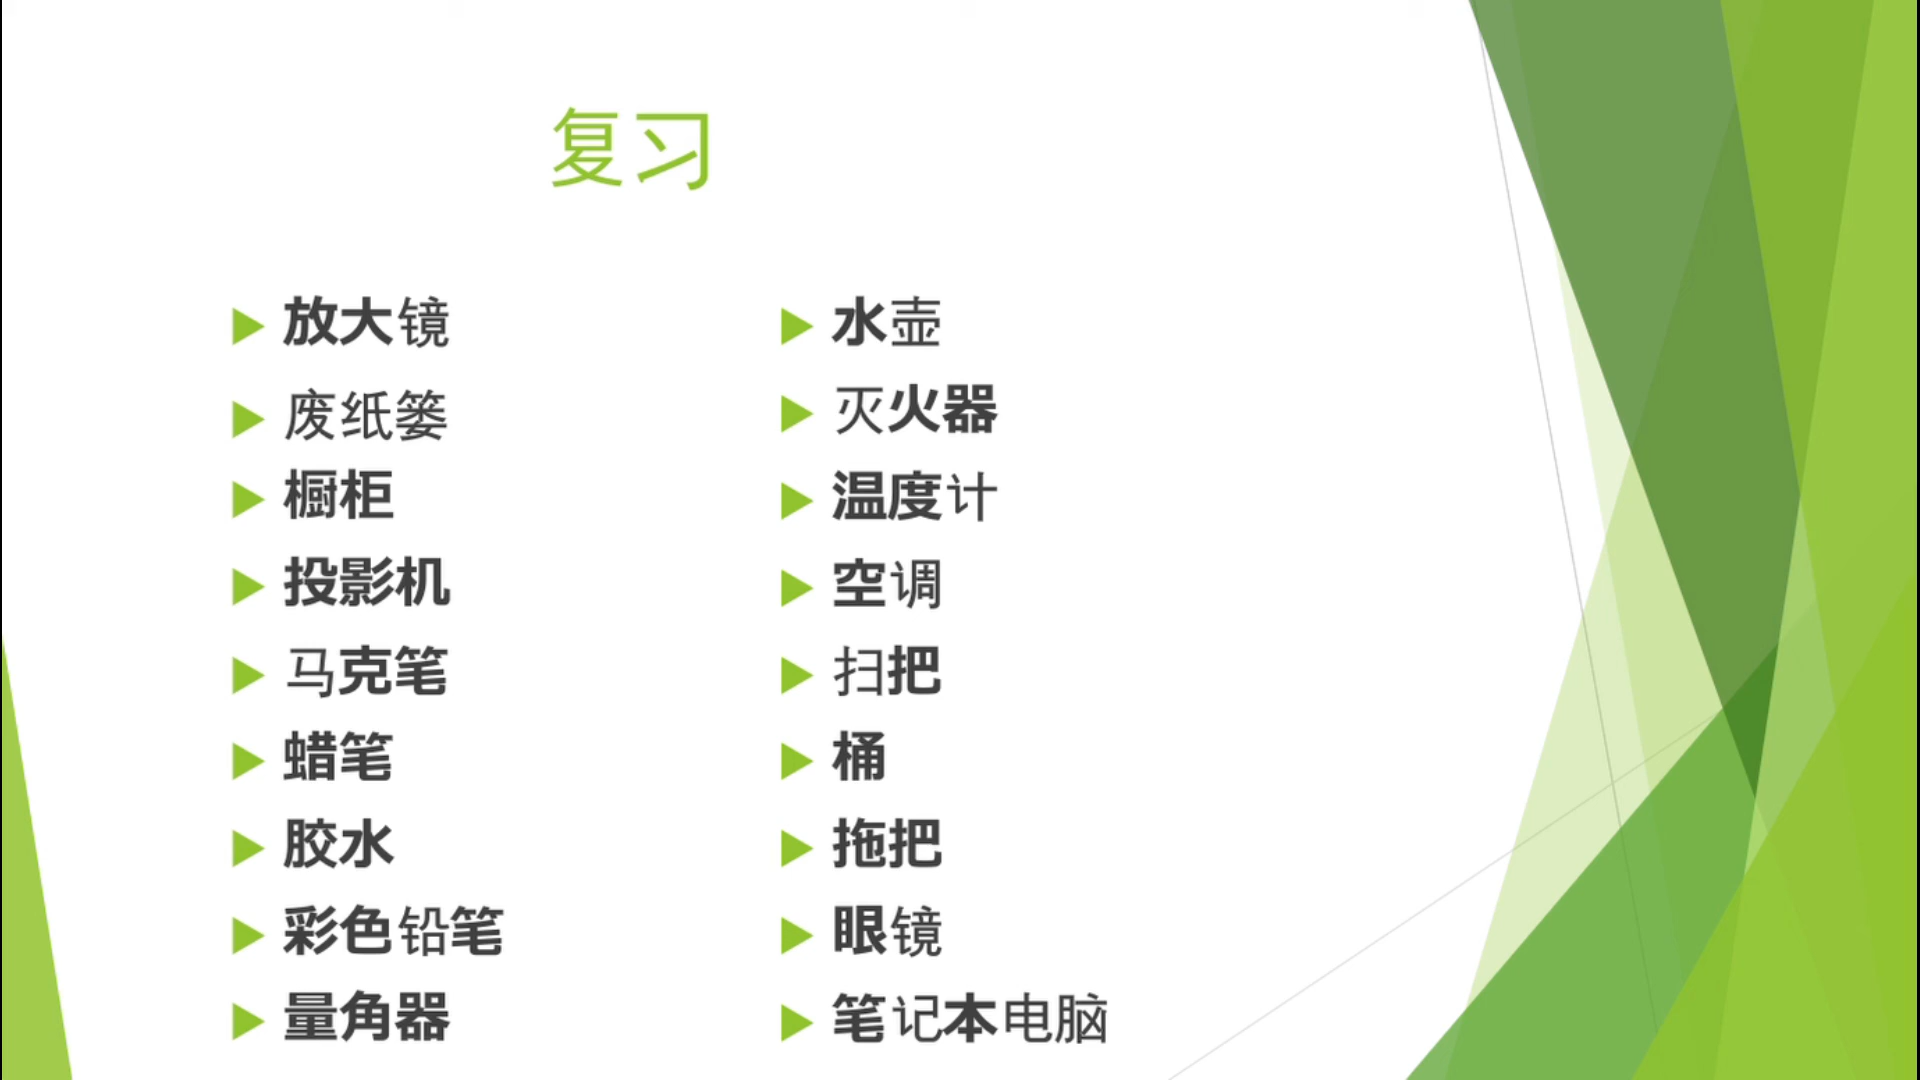 复习
放大镜
废纸篓
橱柜
投影机
马克笔
蜡笔
胶水
彩色铅笔
量角器
水壶
灭火器
温度计
空调
扫把
桶
拖把
眼镜
笔记本电脑